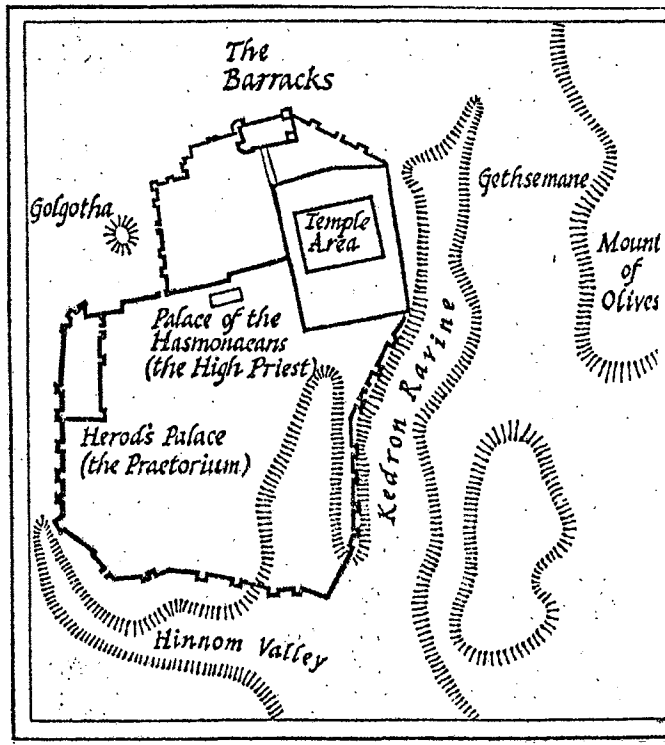 The
Barracks
Golgotha
Gethsemane
Temple
Area
Mount
of
Olives
Palace of the
Hasmonaeans
(the High Priest)
Kedron Ravine
Herod's Palace
(the Praetorium)
Hinnom Valley